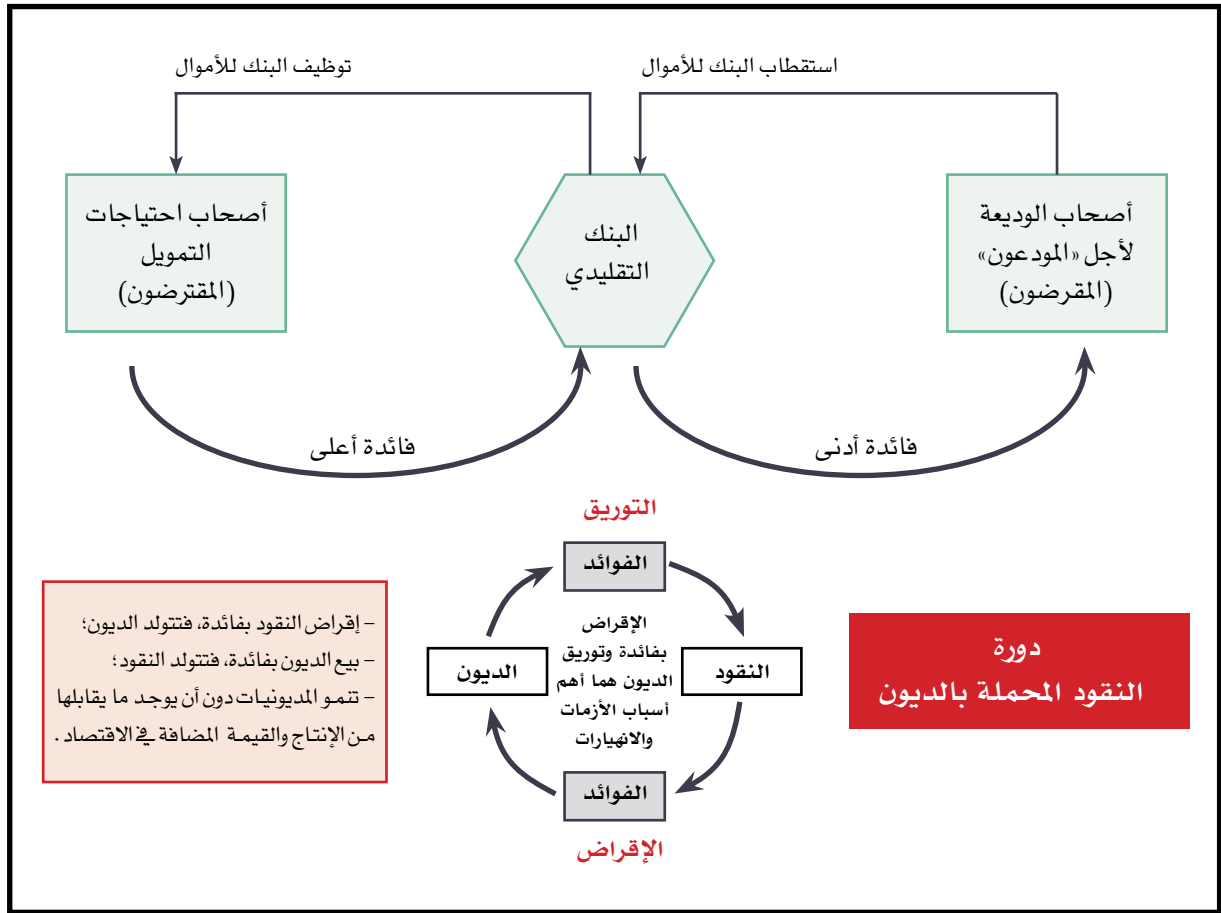 استقطاب البنك للأموال
توظيف البنك للأموال
أصحاب الوديعة
لأجل «المودعون»
(المقرضون)
البنك
التقليدي
أصحاب احتياجات
التمويل
(المقترضون)
فائدة أدنى
فائدة أعلى
التوريق
الفوائد
دورة
النقود المحملة بالديون
النقود
الإقراض
بفائدة وتوريق
الديون هما أهم
أسباب الأزمات
والانهيارات
الديون
الفوائد
الإقراض
– إقراض النقود بفائدة، فتتولد الديون؛
– بيع الديون بفائدة، فتتولد النقود؛
– تنمو المديونيات دون أن يوجد ما يقابلها
من الإنتاج والقيمة المضافة في الاقتصاد.